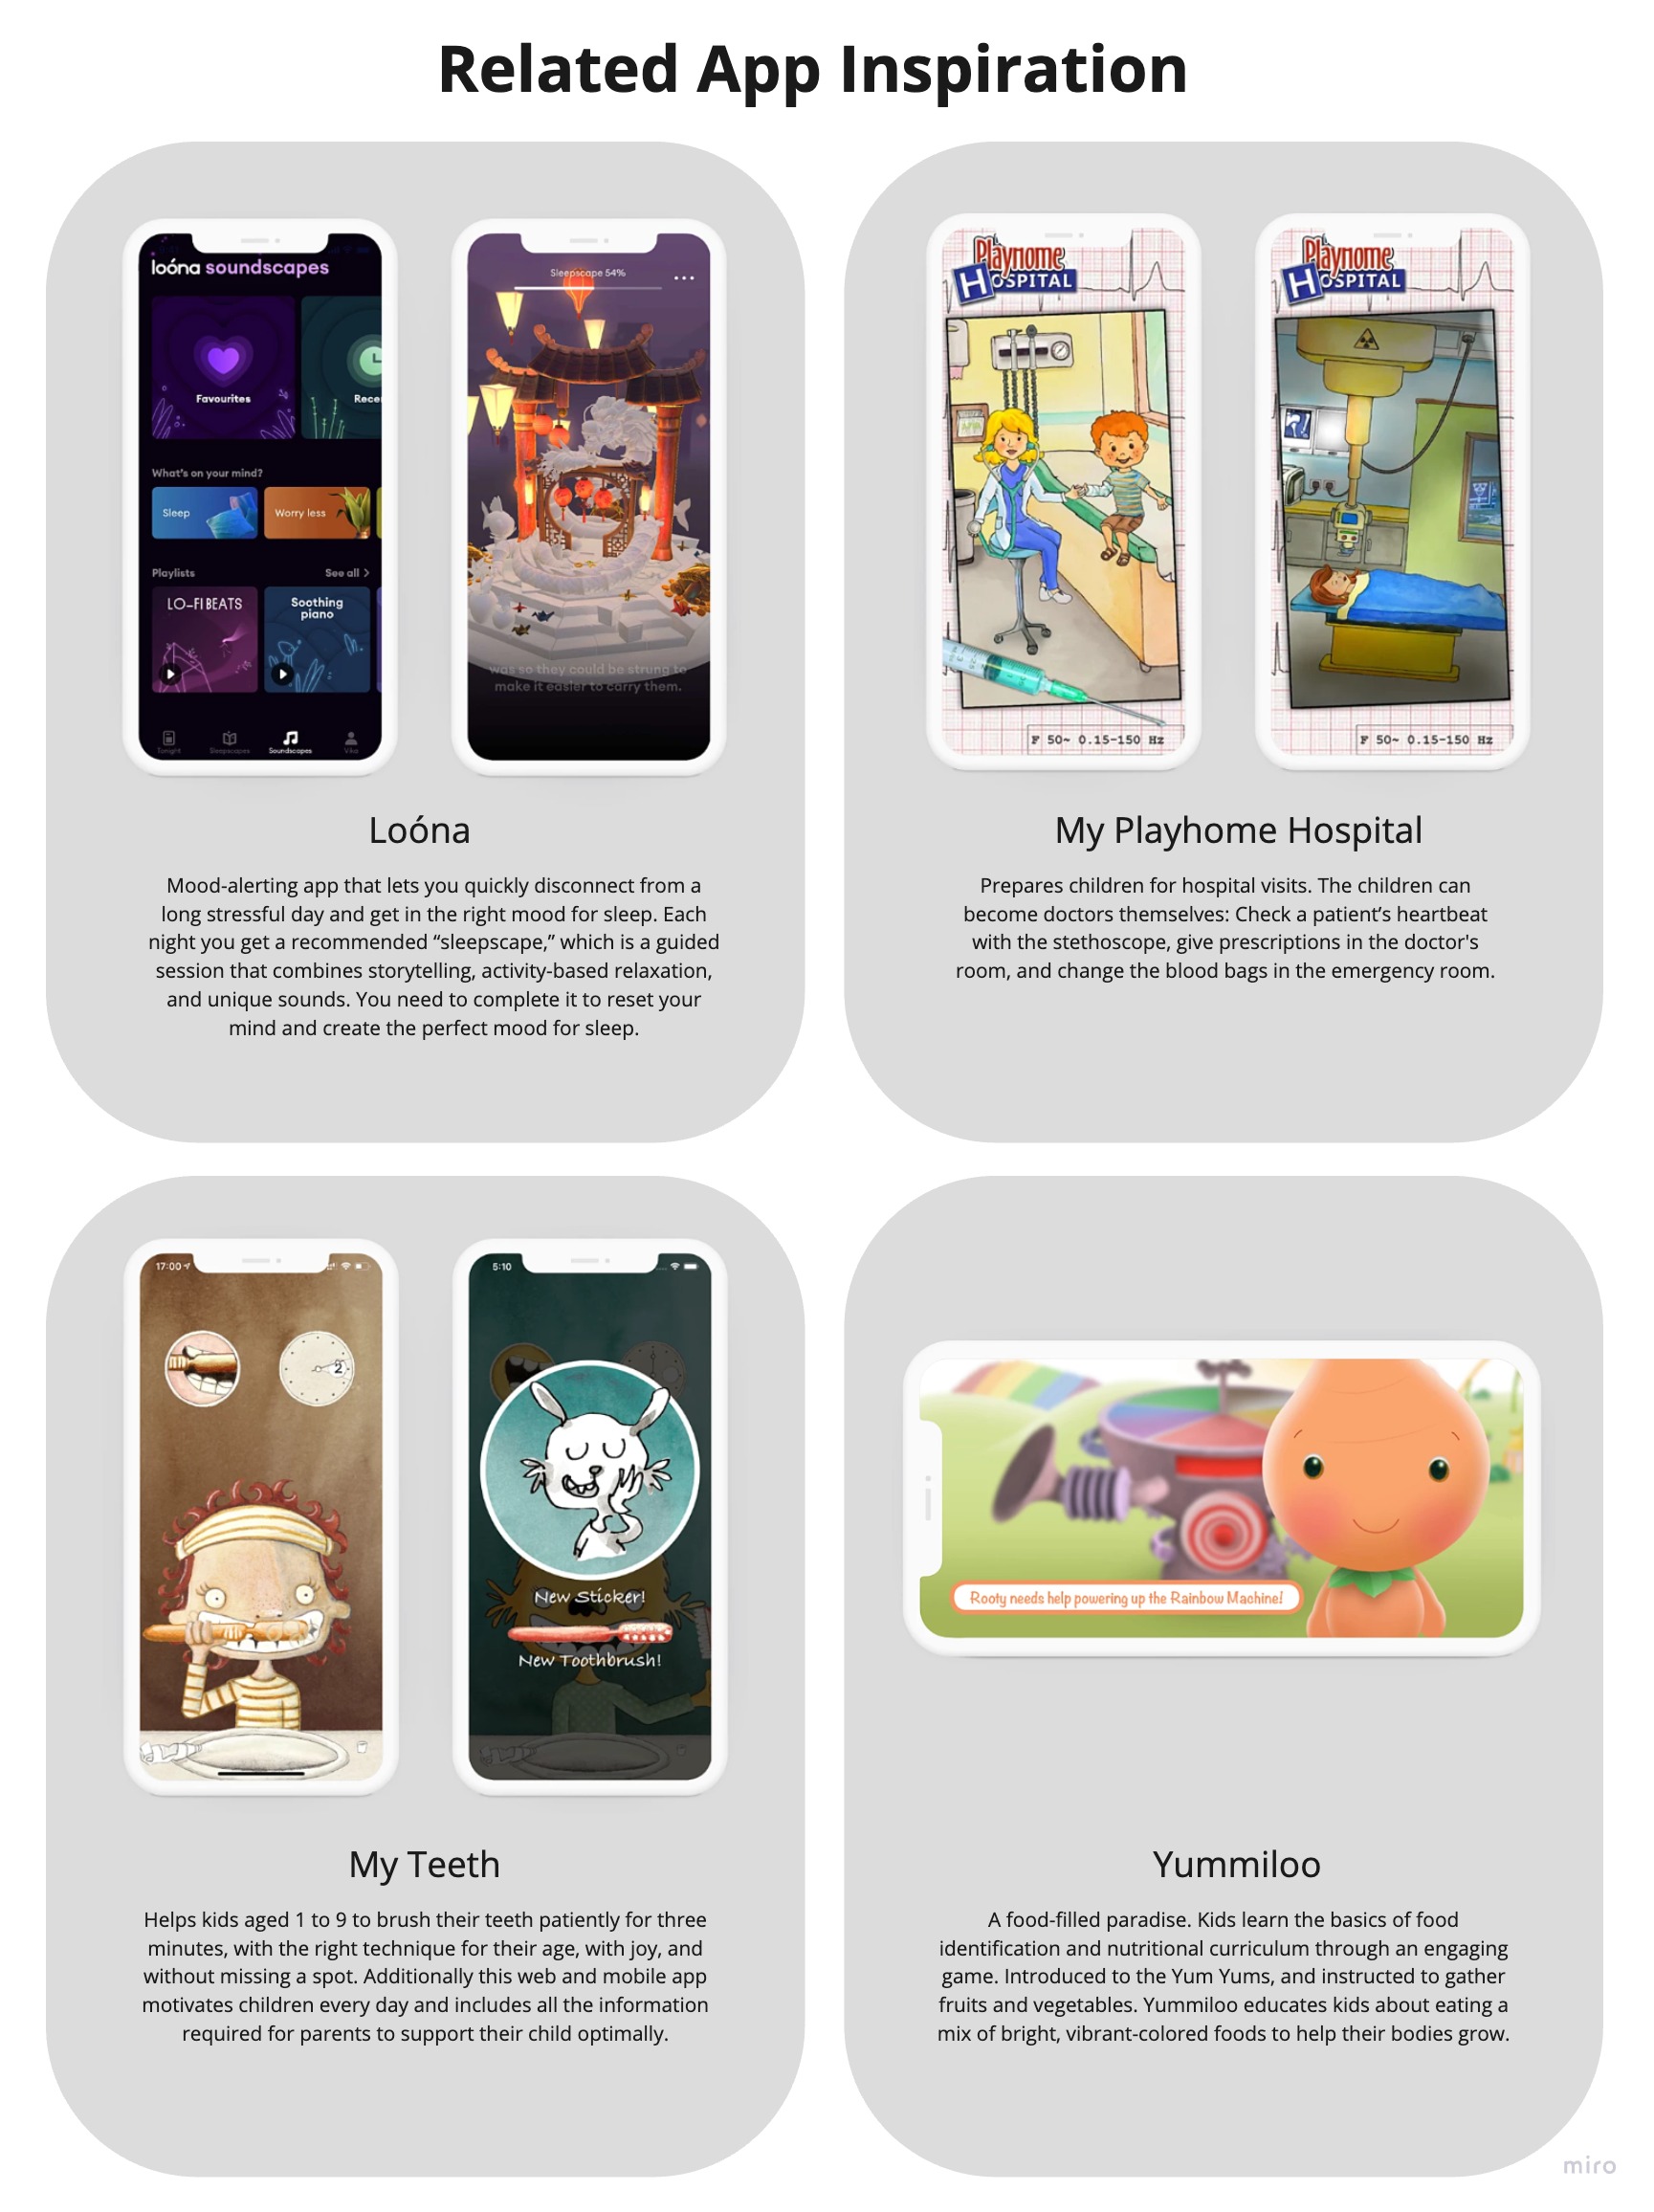 Related App Inspiration
loóna soundscapes
Favourites
Recen
What's on your mind?
Sleep
Worry less
Playlists
See all >
LO-FI BEATS
Soothing
piano
Tonight
Sleepscapes
Soundscapes
Vika
Sleepscape 54%
...
was so they could be strung to
make it easier to carry them.
Loóna
Mood-alerting app that lets you quickly disconnect from a
long stressful day and get in the right mood for sleep. Each
night you get a recommended “sleepscape,” which is a guided
session that combines storytelling, activity-based relaxation,
and unique sounds. You need to complete it to reset your
mind and create the perfect mood for sleep.
Playhome
HOSPITAL
F 50~ 0.15-150 Hz
Playhome
HOSPITAL
F 50~ 0.15-150 Hz
My Playhome Hospital
Prepares children for hospital visits. The children can
become doctors themselves: Check a patient’s heartbeat
with the stethoscope, give prescriptions in the doctor's
room, and change the blood bags in the emergency room.
17:00
2
5:10
New Sticker!
New Toothbrush!
My Teeth
Helps kids aged 1 to 9 to brush their teeth patiently for three
minutes, with the right technique for their age, with joy, and
without missing a spot. Additionally this web and mobile app
motivates children every day and includes all the information
required for parents to support their child optimally.
Rooty needs help powering up the Rainbow Machine!
Yummiloo
A food-filled paradise. Kids learn the basics of food
identification and nutritional curriculum through an engaging
game. Introduced to the Yum Yums, and instructed to gather
fruits and vegetables. Yummiloo educates kids about eating a
mix of bright, vibrant-colored foods to help their bodies grow.
miro